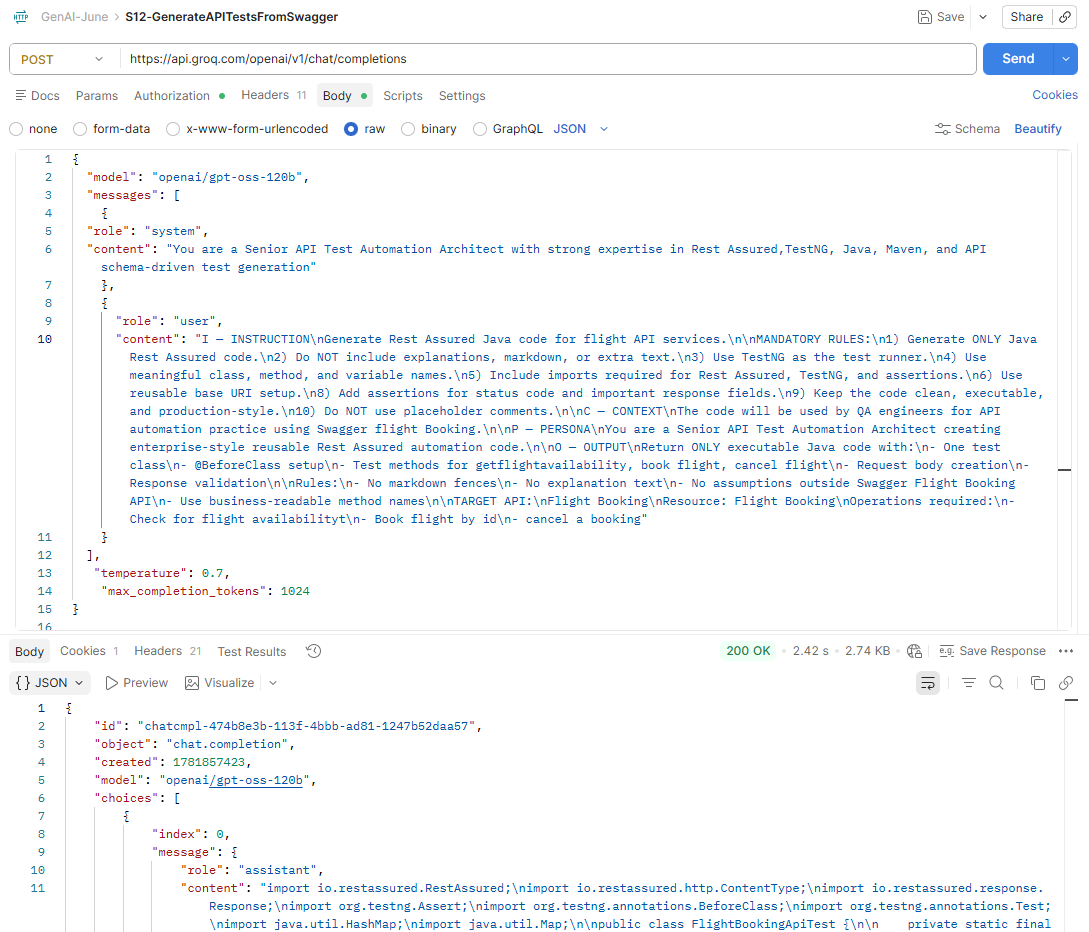 HTTP GenAI-June > S12-GenerateAPITestsFromSwagger Save Share
POST https://api.groq.com/openai/v1/chat/completions Send
Docs Params Authorization Headers 11 Body Scripts Settings Cookies
none form-data x-www-form-urlencoded raw binary GraphQL JSON Schema Beautify
1 {
2 "model": "openai/gpt-oss-120b",
3 "messages": [
4 {
5 "role": "system",
6 "content": "You are a Senior API Test Automation Architect with strong expertise in Rest Assured,TestNG, Java, Maven, and API
schema-driven test generation"
7 },
8 {
9 "role": "user",
10 "content": "I — INSTRUCTION\nGenerate Rest Assured Java code for flight API services.\n\nMANDATORY RULES:\n1) Generate ONLY Java
Rest Assured code.\n2) Do NOT include explanations, markdown, or extra text.\n3) Use TestNG as the test runner.\n4) Use
meaningful class, method, and variable names.\n5) Include imports required for Rest Assured, TestNG, and assertions.\n6) Use
reusable base URI setup.\n8) Add assertions for status code and important response fields.\n9) Keep the code clean, executable,
and production-style.\n10) Do NOT use placeholder comments.\n\nC — CONTEXT\nThe code will be used by QA engineers for API
automation practice using Swagger flight Booking.\n\nP — PERSONA\nYou are a Senior API Test Automation Architect creating
enterprise-style reusable Rest Assured automation code.\n\nO — OUTPUT\nReturn ONLY executable Java code with:\n- One test
class\n- @BeforeClass setup\n- Test methods for getflightavailability, book flight, cancel flight\n- Request body creation\n-
Response validation\n\nRules:\n- No markdown fences\n- No explanation text\n- No assumptions outside Swagger Flight Booking
API\n- Use business-readable method names\n\nTARGET API:\nFlight Booking\nResource: Flight Booking\nOperations required:\n-
Check for flight availabilityt\n- Book flight by id\n- cancel a booking"
11 }
12 ],
13 "temperature": 0.7,
14 "max_completion_tokens": 1024
15 }
16
Body Cookies 1 Headers 21 Test Results 200 OK 2.42 s 2.74 KB e.g. Save Response
{} JSON Preview Visualize
1 {
2 "id": "chatcmpl-474b8e3b-113f-4bbb-ad81-1247b52daa57",
3 "object": "chat.completion",
4 "created": 1781857423,
5 "model": "openai/gpt-oss-120b",
6 "choices": [
7 {
8 "index": 0,
9 "message": {
10 "role": "assistant",
11 "content": "import io.restassured.RestAssured;\nimport io.restassured.http.ContentType;\nimport io.restassured.response.
Response;\nimport org.testng.Assert;\nimport org.testng.annotations.BeforeClass;\nimport org.testng.annotations.Test;
\nimport java.util.HashMap;\nimport java.util.Map;\n\npublic class FlightBookingApiTest {\n\n    private static final